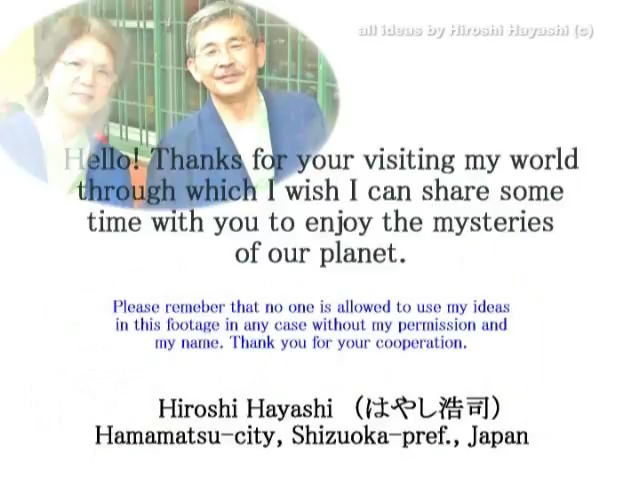 all ideas by Hiroshi Hayashi (c)
Hello! Thanks for your visiting my world
through which I wish I can share some
time with you to enjoy the mysteries
of our planet.
Please remeber that no one is allowed to use my ideas
in this footage in any case without my permission and
my name. Thank you for your cooperation.
Hiroshi Hayashi （はやし浩司）
Hamamatsu-city, Shizuoka-pref., Japan